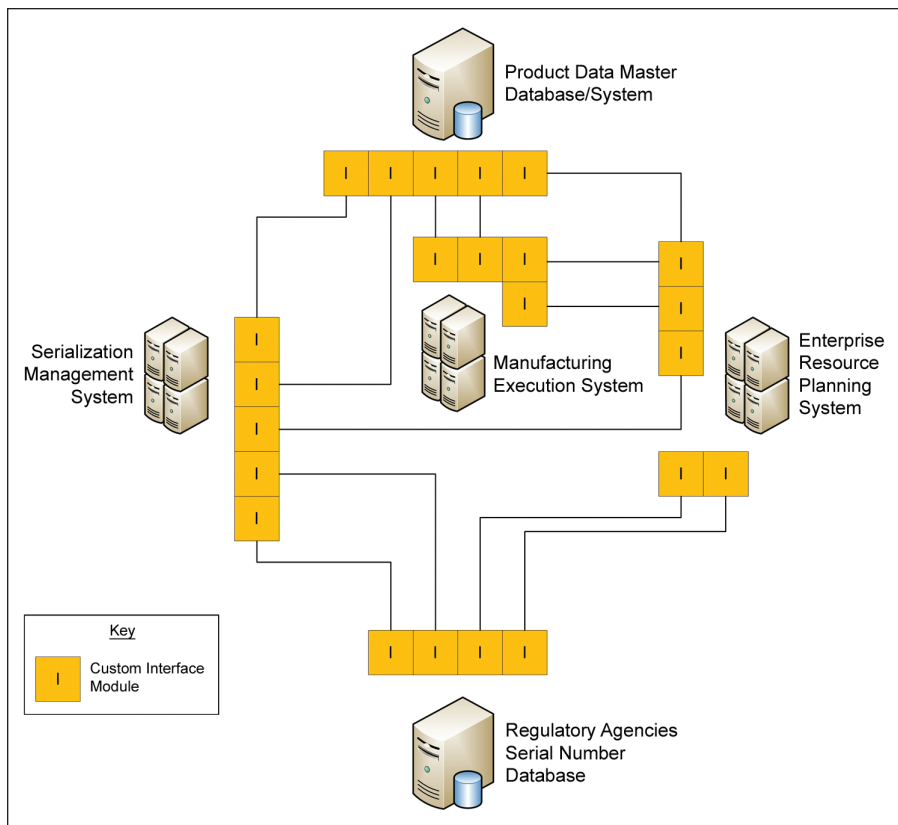 Product Data Master
Database/System
I I I I I
I I I
I
I
I
I
Serialization
Management
System
I
I
I
I
I
Manufacturing
Execution System
Enterprise
Resource
Planning
System
I I
I I I I
Key
I
Custom Interface
Module
Regulatory Agencies
Serial Number
Database